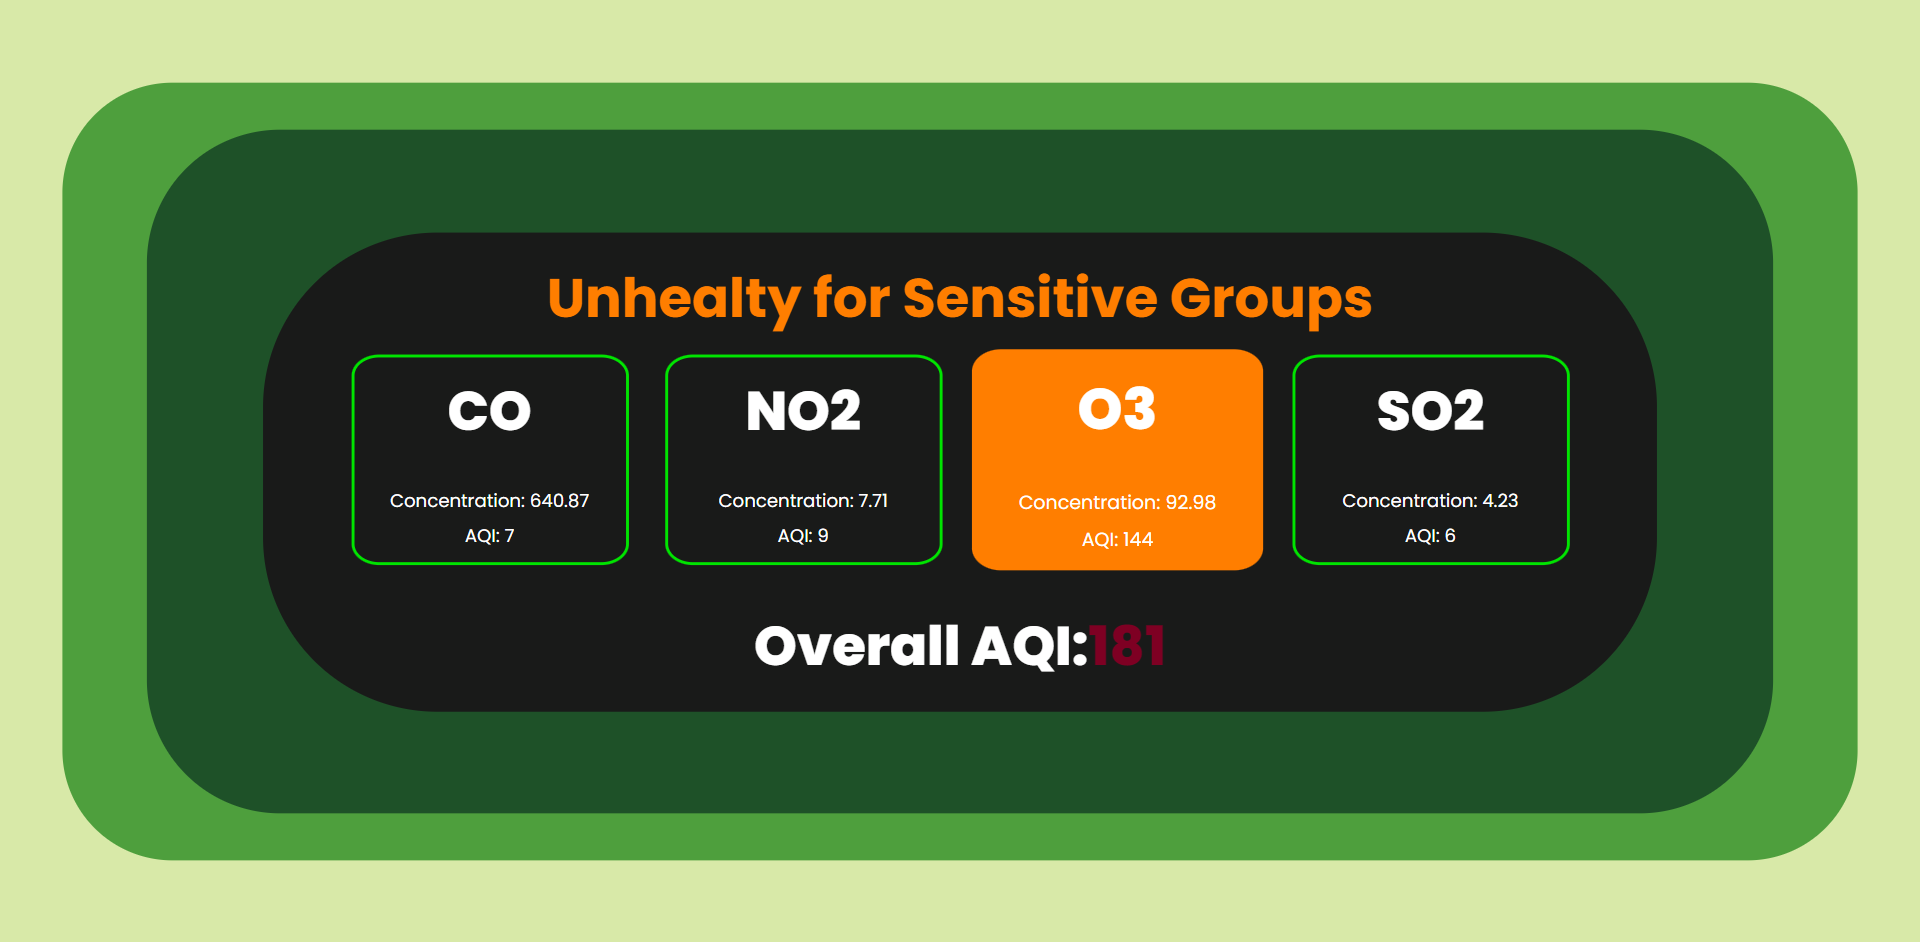 Unhealty for Sensitive Groups
CO
Concentration: 640.87
AQI: 7
NO2
Concentration: 7.71
AQI: 9
O3
Concentration: 92.98
AQI: 144
SO2
Concentration: 4.23
AQI: 6
Overall AQI:181